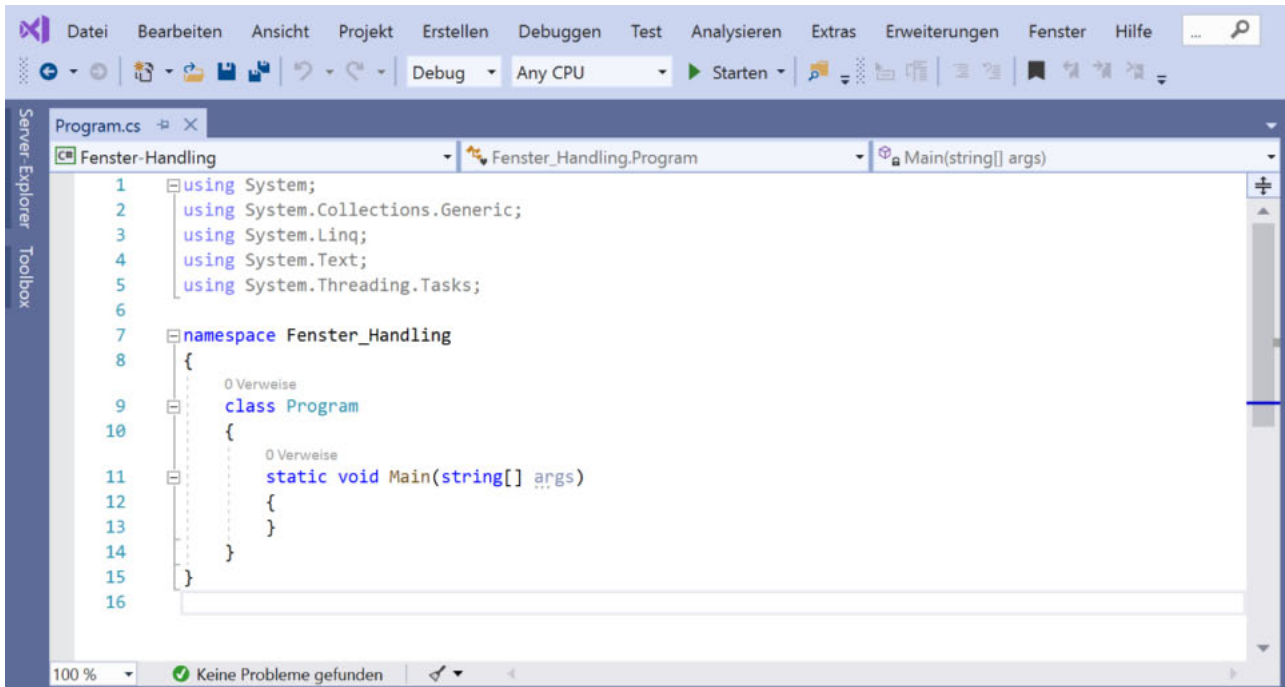 Datei Bearbeiten Ansicht Projekt Erstellen Debuggen Test Analysieren Extras Erweiterungen Fenster Hilfe ...
Debug Any CPU Starten
Server-Explorer
Toolbox
Program.cs
C# Fenster-Handling Fenster_Handling.Program Main(string[] args)
1 using System;
2 using System.Collections.Generic;
3 using System.Linq;
4 using System.Text;
5 using System.Threading.Tasks;
6
7 namespace Fenster_Handling
8 {
0 Verweise
9 class Program
10 {
0 Verweise
11 static void Main(string[] args)
12 {
13 }
14 }
15 }
16
100 % Keine Probleme gefunden